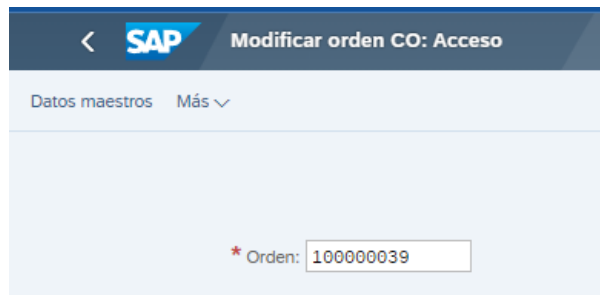 SAP Modificar orden CO: Acceso
Datos maestros Más
* Orden: 100000039